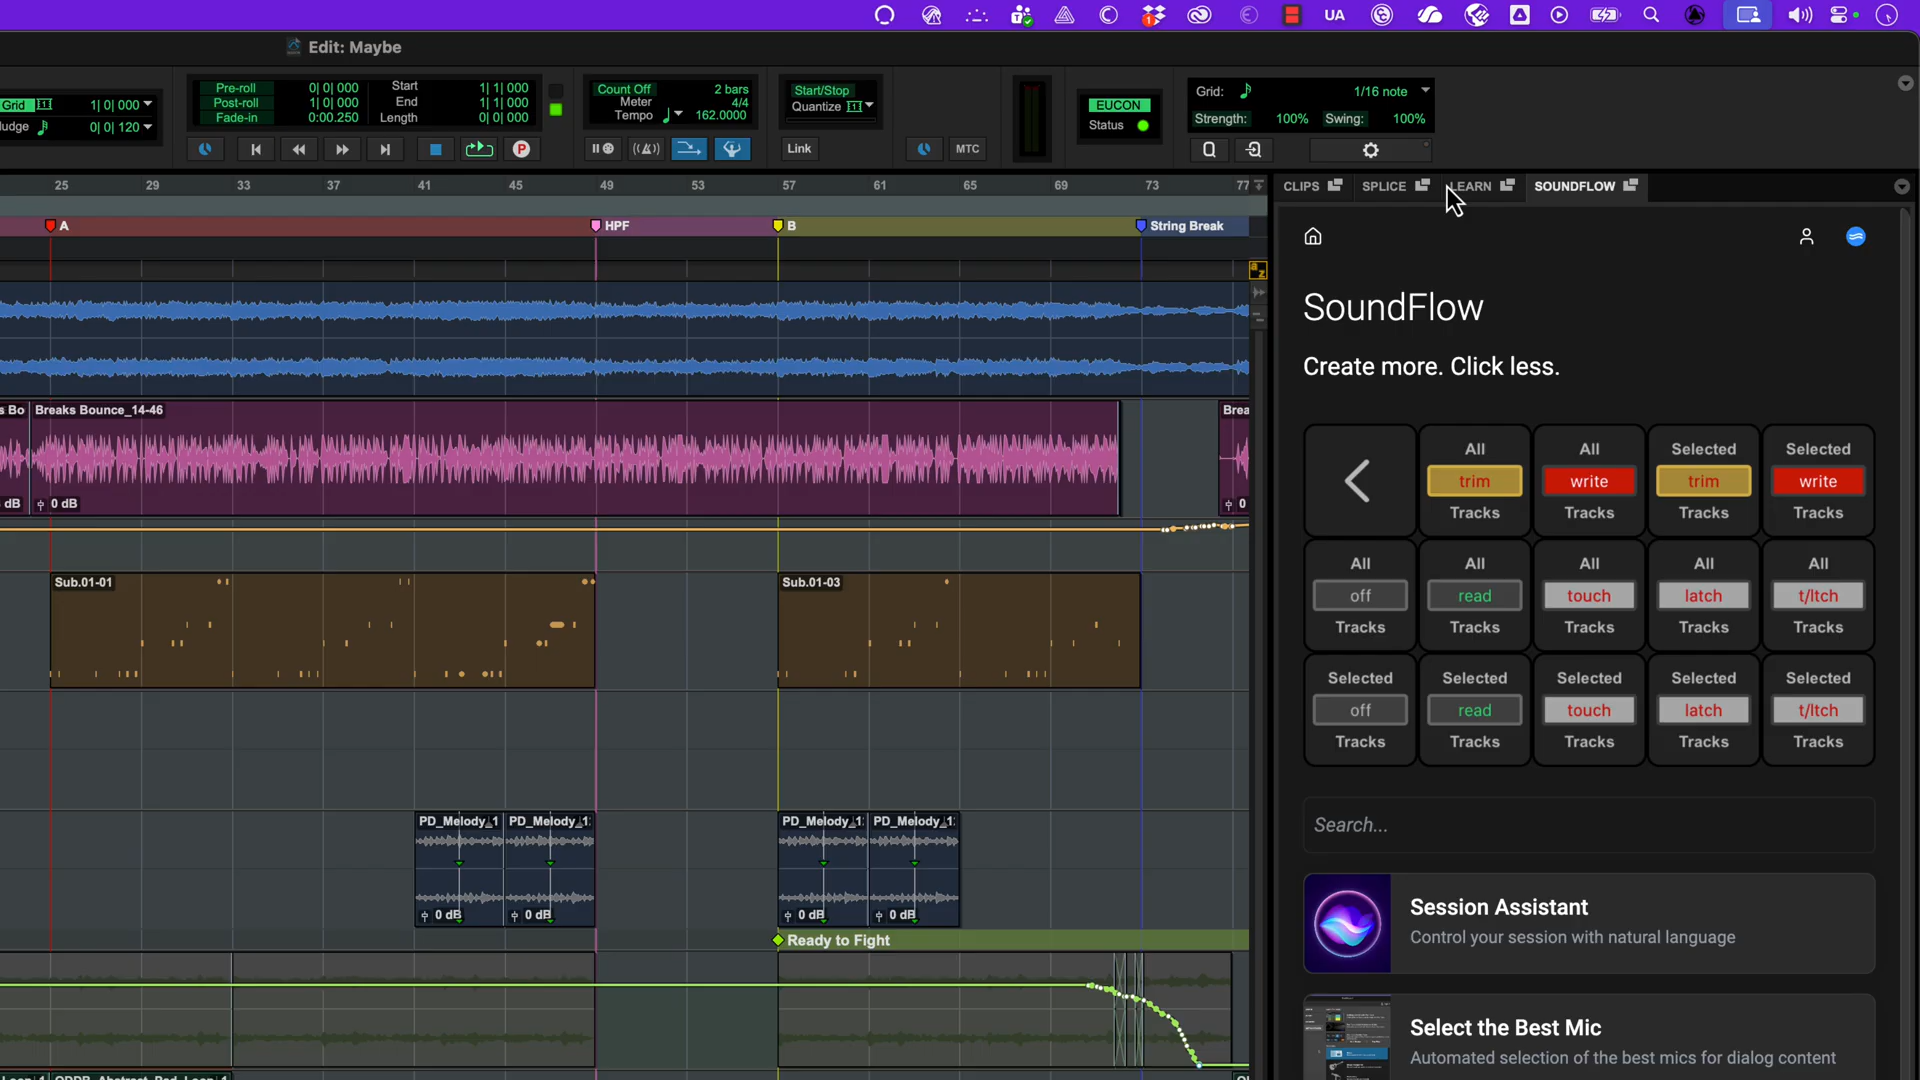 UA
Edit: Maybe
Grid 1| 0| 000
udge 0| 0| 120
Pre-roll 0| 0| 000
Post-roll 1| 0| 000
Fade-in 0:00.250
Start 1| 1| 000
End 1| 1| 000
Length 0| 0| 000
Count Off 2 bars
Meter 4/4
Tempo 162.0000
Start/Stop
Quantize
Link
MTC
EUCON
Status
Grid: 1/16 note
Strength: 100% Swing: 100%
P
Q
25 29 33 37 41 45 49 53 57 61 65 69 73 77
CLIPS SPLICE LEARN SOUNDFLOW
A HPF B String Break
a z
SoundFlow
Create more. Click less.
s Bo Breaks Bounce_14-46 Brea
dB 0 dB 0
All trim Tracks
All write Tracks
Selected trim Tracks
Selected write Tracks
All off Tracks
All read Tracks
All touch Tracks
All latch Tracks
All t/ltch Tracks
Selected off Tracks
Selected read Tracks
Selected touch Tracks
Selected latch Tracks
Selected t/ltch Tracks
Sub.01-01 Sub.01-03
PD_Melody_1 PD_Melody_1 PD_Melody_1 PD_Melody_1
0 dB 0 dB 0 dB 0 dB
Ready to Fight
Search...
Session Assistant
Control your session with natural language
Select the Best Mic
Automated selection of the best mics for dialog content